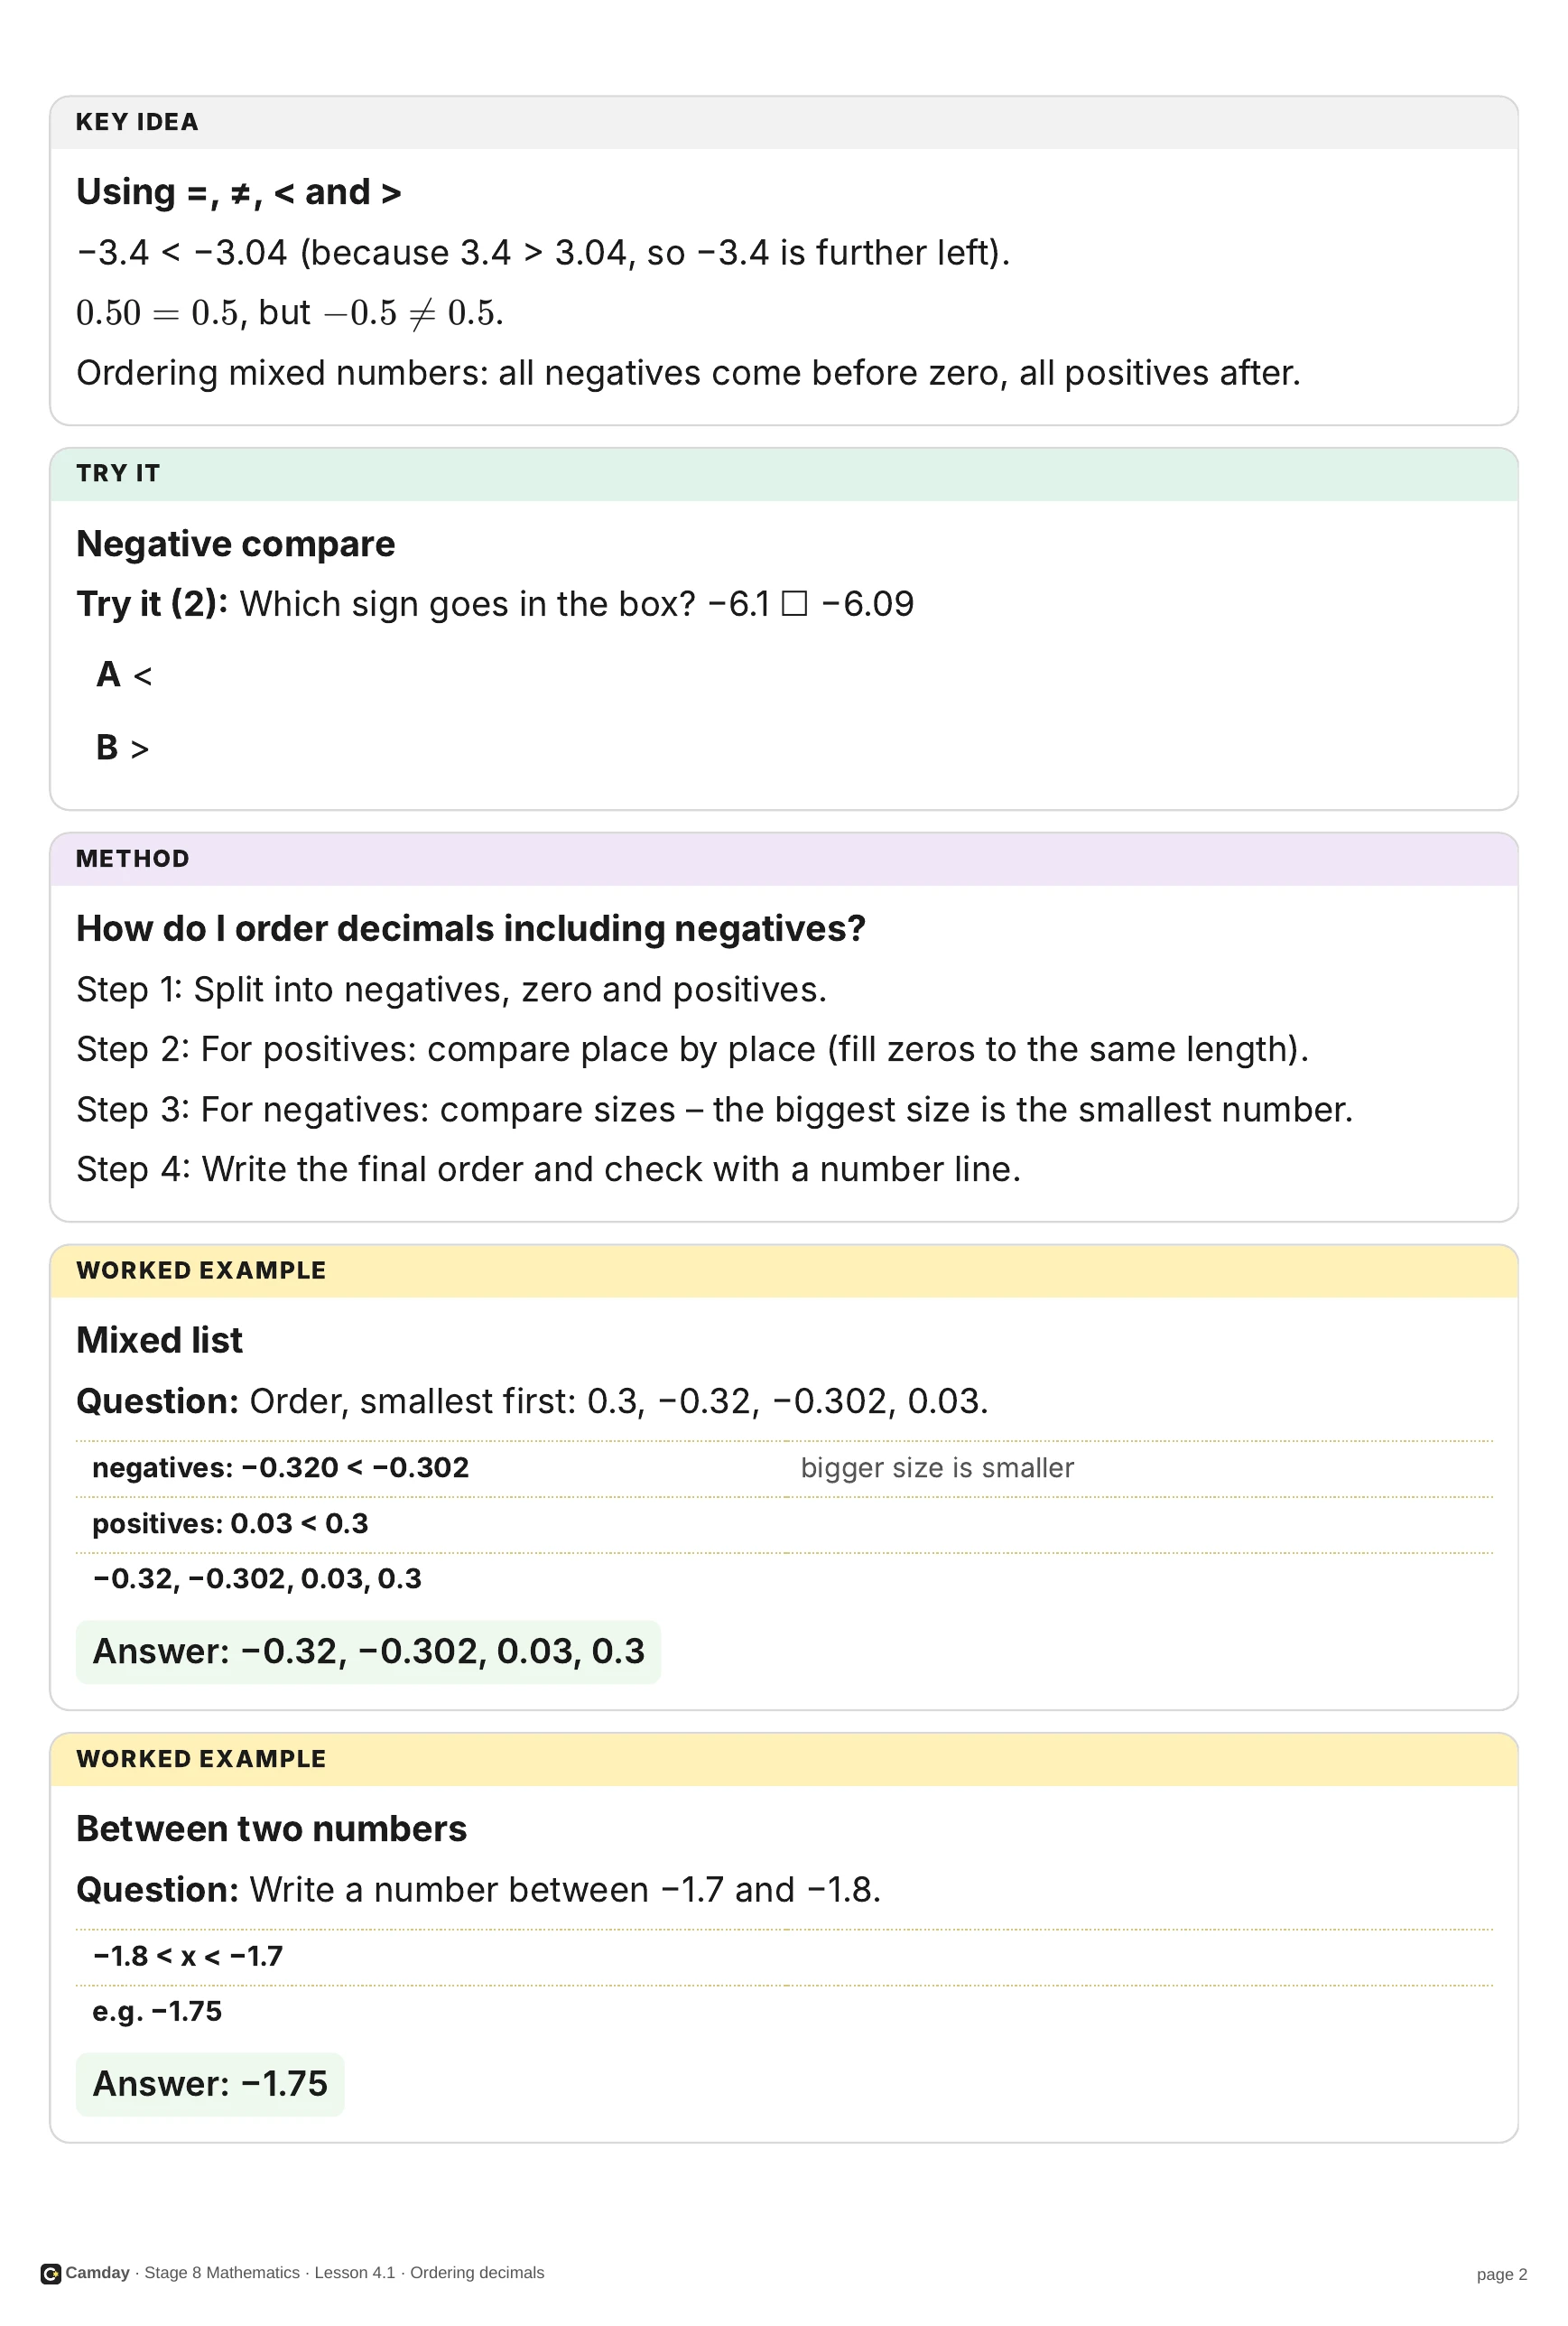 KEY IDEA
Using =, ≠, < and >
−3.4 < −3.04 (because 3.4 > 3.04, so −3.4 is further left).
0.50 = 0.5, but −0.5 ≠ 0.5.
Ordering mixed numbers: all negatives come before zero, all positives after.
TRY IT
Negative compare
Try it (2): Which sign goes in the box? −6.1 □ −6.09
A <
B >
METHOD
How do I order decimals including negatives?
Step 1: Split into negatives, zero and positives.
Step 2: For positives: compare place by place (fill zeros to the same length).
Step 3: For negatives: compare sizes – the biggest size is the smallest number.
Step 4: Write the final order and check with a number line.
WORKED EXAMPLE
Mixed list
Question: Order, smallest first: 0.3, −0.32, −0.302, 0.03.
negatives: −0.320 < −0.302 bigger size is smaller
positives: 0.03 < 0.3
−0.32, −0.302, 0.03, 0.3
Answer: −0.32, −0.302, 0.03, 0.3
WORKED EXAMPLE
Between two numbers
Question: Write a number between −1.7 and −1.8.
−1.8 < x < −1.7
e.g. −1.75
Answer: −1.75
Camday · Stage 8 Mathematics · Lesson 4.1 · Ordering decimals page 2